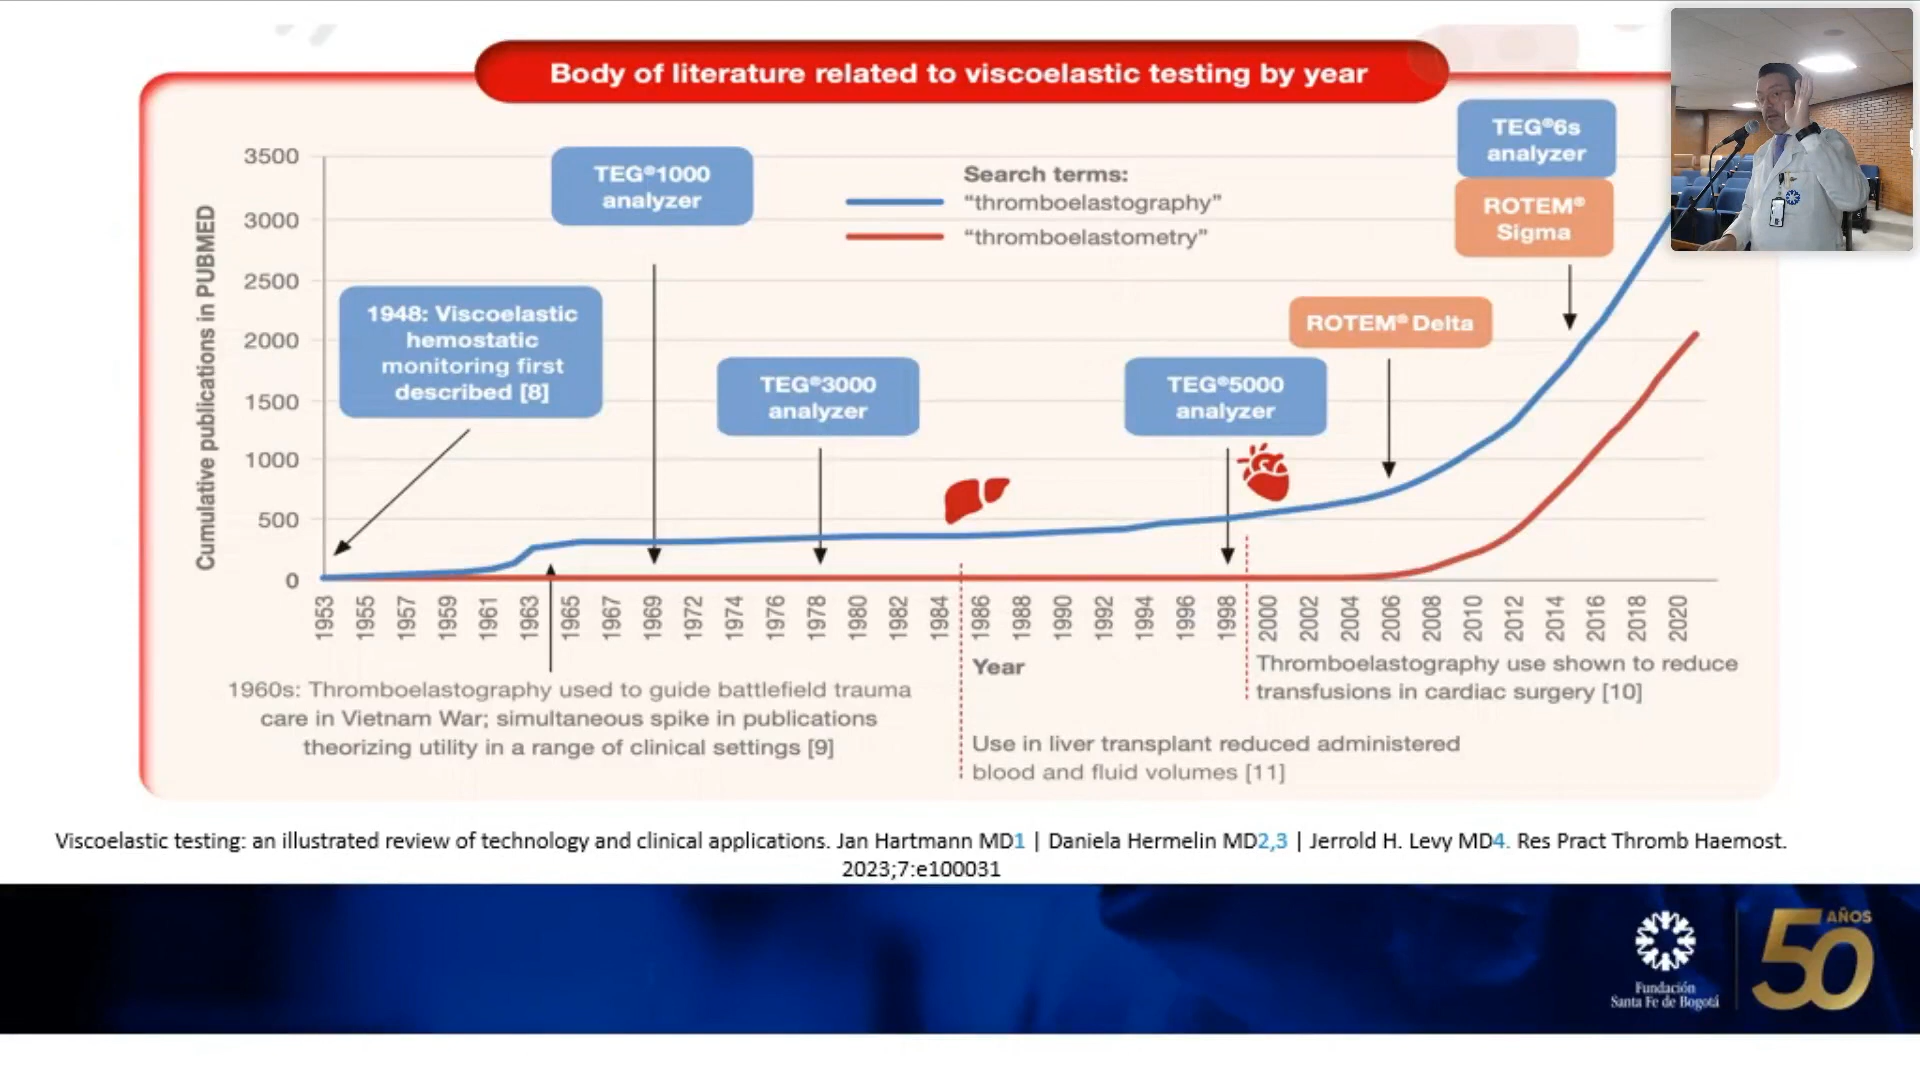 Body of literature related to viscoelastic testing by year
TEG®6s
analyzer
ROTEM®
Sigma
TEG®1000
analyzer
Search terms:
“thromboelastography”
“thromboelastometry”
3500
3000
2500
2000
1500
1000
500
0
Cumulative publications in PUBMED
1948: Viscoelastic
hemostatic
monitoring first
described [8]
TEG®3000
analyzer
TEG®5000
analyzer
ROTEM® Delta
1953
1955
1957
1959
1961
1963
1965
1967
1969
1972
1974
1976
1978
1980
1982
1984
1986
1988
1990
1992
1994
1996
1998
2000
2002
2004
2006
2008
2010
2012
2014
2016
2018
2020
Year
1960s: Thromboelastography used to guide battlefield trauma
care in Vietnam War; simultaneous spike in publications
theorizing utility in a range of clinical settings [9]
Thromboelastography use shown to reduce
transfusions in cardiac surgery [10]
Use in liver transplant reduced administered
blood and fluid volumes [11]
Viscoelastic testing: an illustrated review of technology and clinical applications. Jan Hartmann MD1 | Daniela Hermelin MD2,3 | Jerrold H. Levy MD4. Res Pract Thromb Haemost.
2023;7:e100031
Fundación
Santa Fe de Bogotá
50 AÑOS